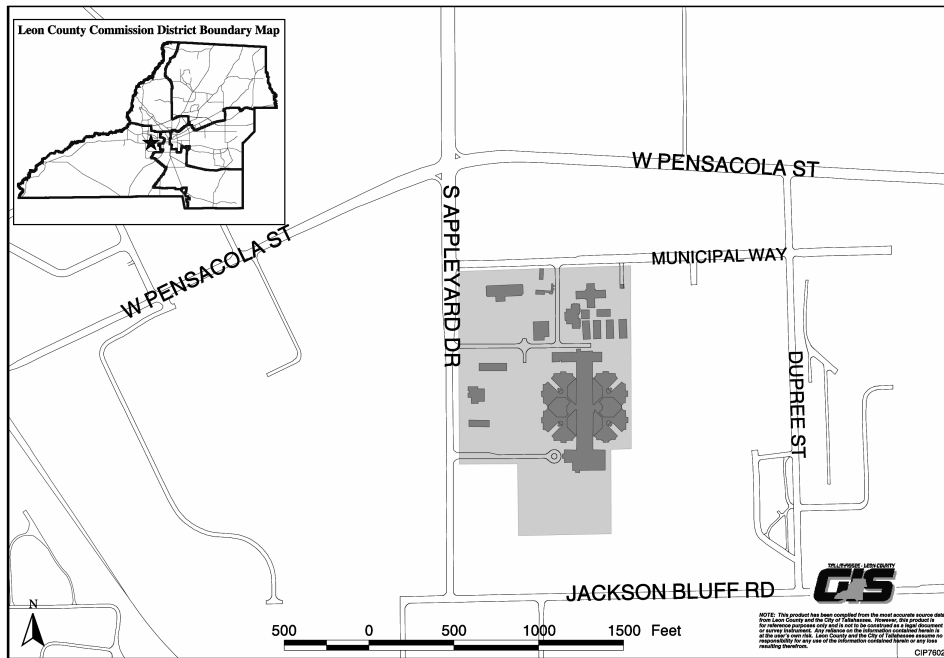 Leon County Commission District Boundary Map
W PENSACOLA ST
W PENSACOLA ST
S APPLEYARD DR
MUNICIPAL WAY
DUPREE ST
JACKSON BLUFF RD
N
500 0 500 1000 1500 Feet
TALLAHASSEE - LEON COUNTY
GIS
NOTE: This product has been compiled from the most accurate source data
from Leon County and the City of Tallahassee. However, this product is
for reference purposes only and is not to be construed as a legal document
or survey instrument. Any reliance on the information contained herein is
at the user's own risk. Leon County and the City of Tallahassee assume no
responsibility for any use of the information contained herein or any loss
resulting therefrom.
CIP7602